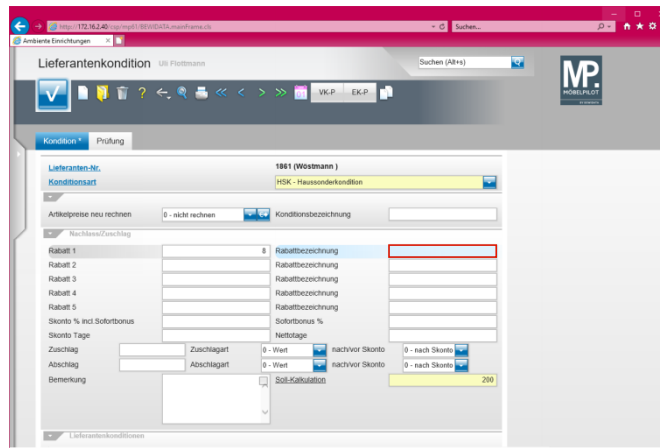 http://172.16.2.40/csp/mp61/BEWIDATA.mainFrame.cls
Suchen...
Ambiente Einrichtungen
Lieferantenkondition Uli Flottmann
Suchen (Alt+s)
MP.
MÖBELPILOT
VK-P EK-P
Kondition * Prüfung
Lieferanten-Nr. 1861 (Wöstmann )
Konditionsart HSK - Haussonderkondition
Artikelpreise neu rechnen 0 - nicht rechnen Konditionsbezeichnung
Nachlass/Zuschlag
Rabatt 1 8 Rabattbezeichnung
Rabatt 2 Rabattbezeichnung
Rabatt 3 Rabattbezeichnung
Rabatt 4 Rabattbezeichnung
Rabatt 5 Rabattbezeichnung
Skonto % incl.Sofortbonus Sofortbonus %
Skonto Tage Nettotage
Zuschlag Zuschlagart 0 - Wert nach/vor Skonto 0 - nach Skonto
Abschlag Abschlagart 0 - Wert nach/vor Skonto 0 - nach Skonto
Bemerkung Soll-Kalkulation 200
Lieferantenkonditionen